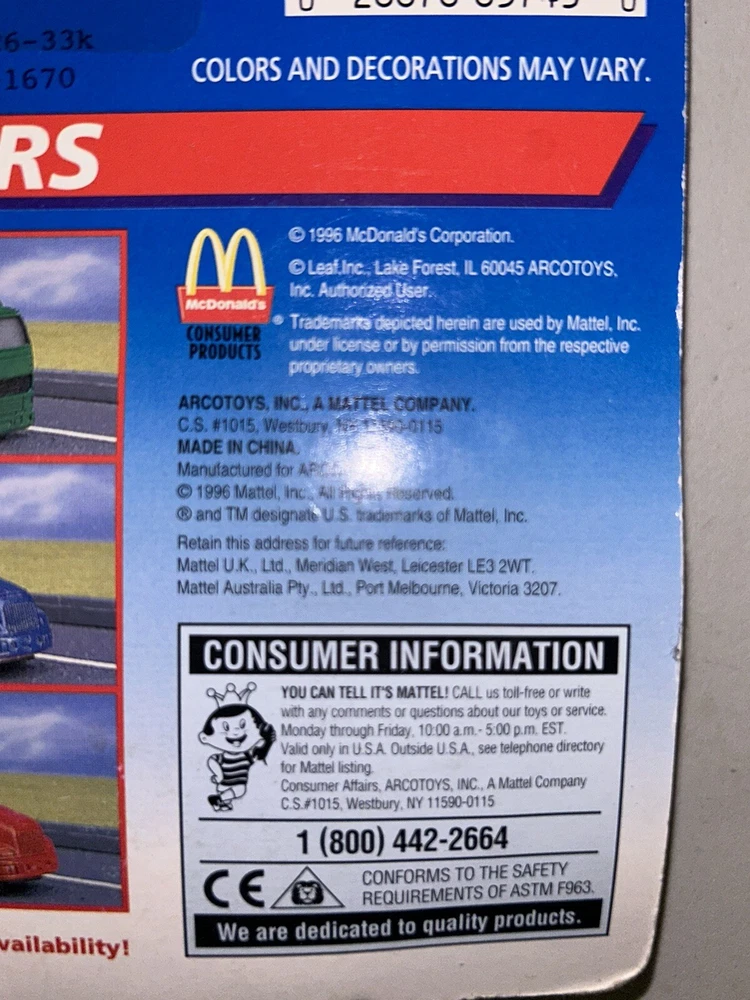 6-33k
1670
COLORS AND DECORATIONS MAY VARY.
RS
McDonald's
®
CONSUMER
PRODUCTS
© 1996 McDonald's Corporation.
© Leaf,Inc., Lake Forest, IL 60045 ARCOTOYS,
Inc. Authorized User.
Trademarks depicted herein are used by Mattel, Inc.
under license or by permission from the respective
proprietary owners.
ARCOTOYS, INC., A MATTEL COMPANY.
C.S. #1015, Westbury, NY 11590-0115
MADE IN CHINA.
Manufactured for
© 1996 Mattel, Inc., All Rights Reserved.
® and TM designate U.S. trademarks of Mattel, Inc.
Retain this address for future reference:
Mattel U.K., Ltd., Meridian West, Leicester LE3 2WT.
Mattel Australia Pty., Ltd., Port Melbourne, Victoria 3207.
CONSUMER INFORMATION
YOU CAN TELL IT'S MATTEL! CALL us toll-free or write
with any comments or questions about our toys or service.
Monday through Friday, 10:00 a.m.- 5:00 p.m. EST.
Valid only in U.S.A. Outside U.S.A., see telephone directory
for Mattel listing.
Consumer Affairs, ARCOTOYS, INC., A Mattel Company
C.S.#1015, Westbury, NY 11590-0115
1 (800) 442-2664
CE
CONFORMS TO THE SAFETY
REQUIREMENTS OF ASTM F963.
We are dedicated to quality products.
vailability!